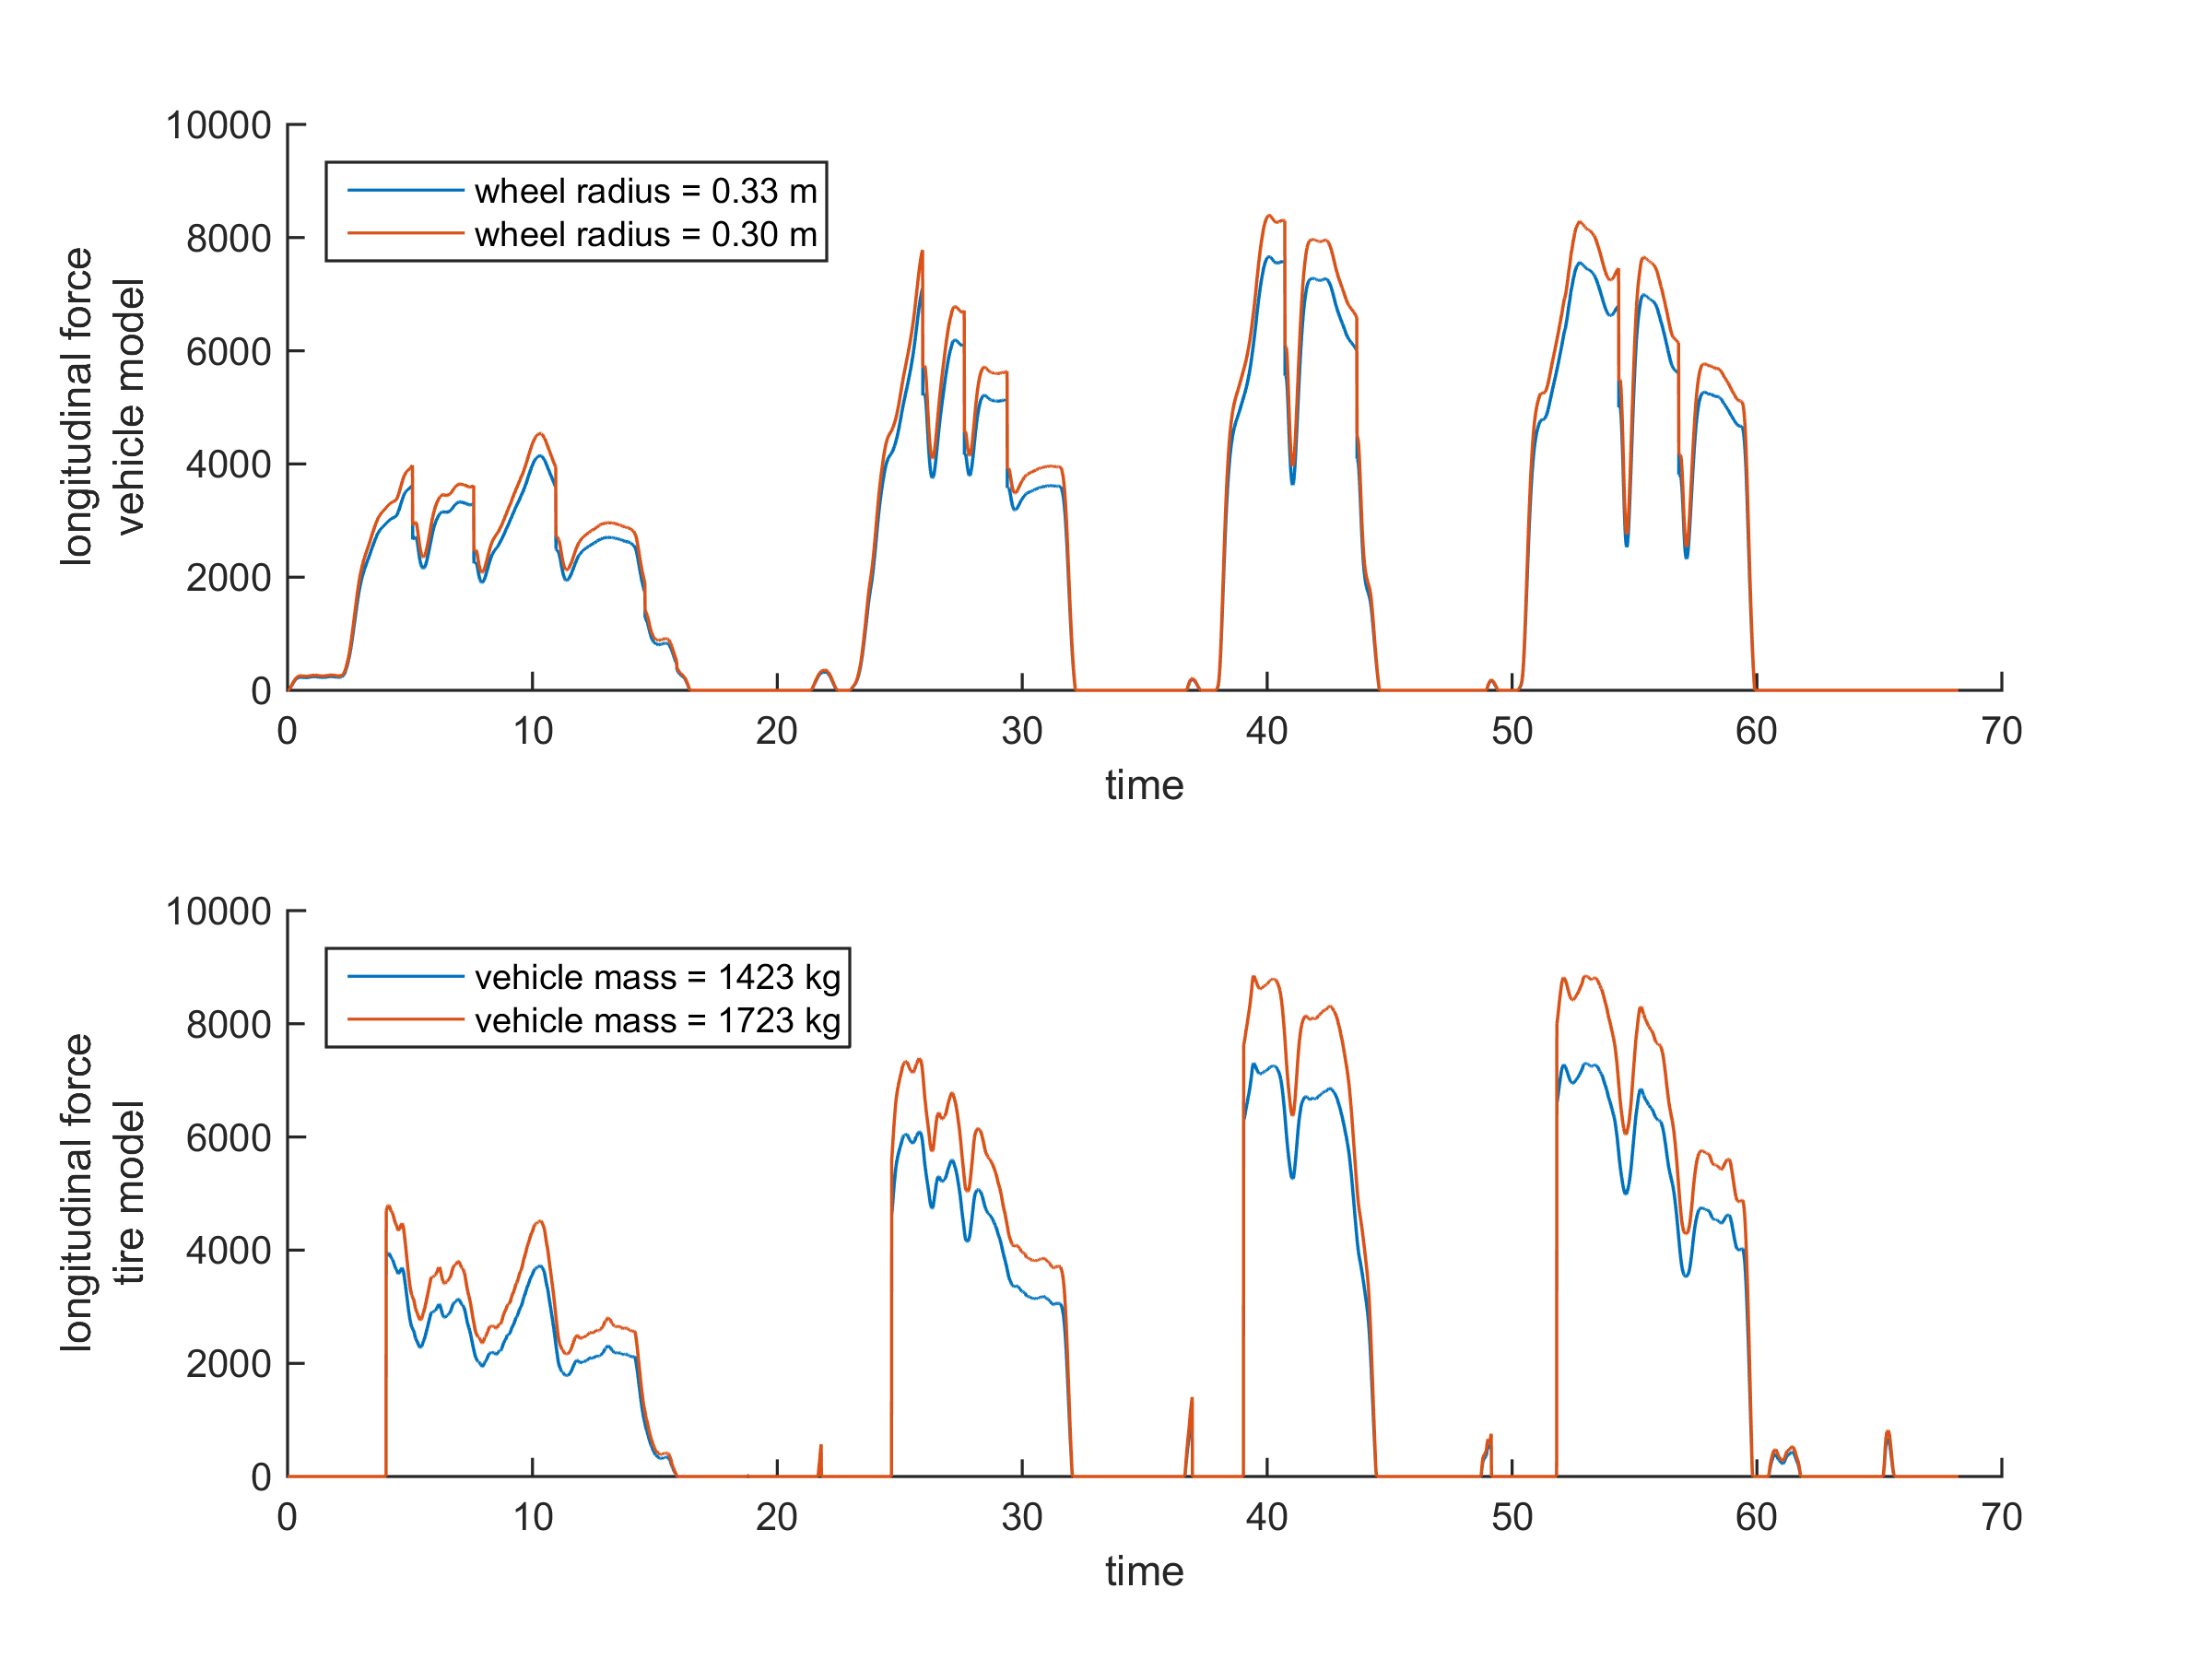 10000
8000
6000
4000
2000
0
longitudinal force
vehicle model
wheel radius = 0.33 m
wheel radius = 0.30 m
0 10 20 30 40 50 60 70
time
10000
8000
6000
4000
2000
0
longitudinal force
tire model
vehicle mass = 1423 kg
vehicle mass = 1723 kg
0 10 20 30 40 50 60 70
time